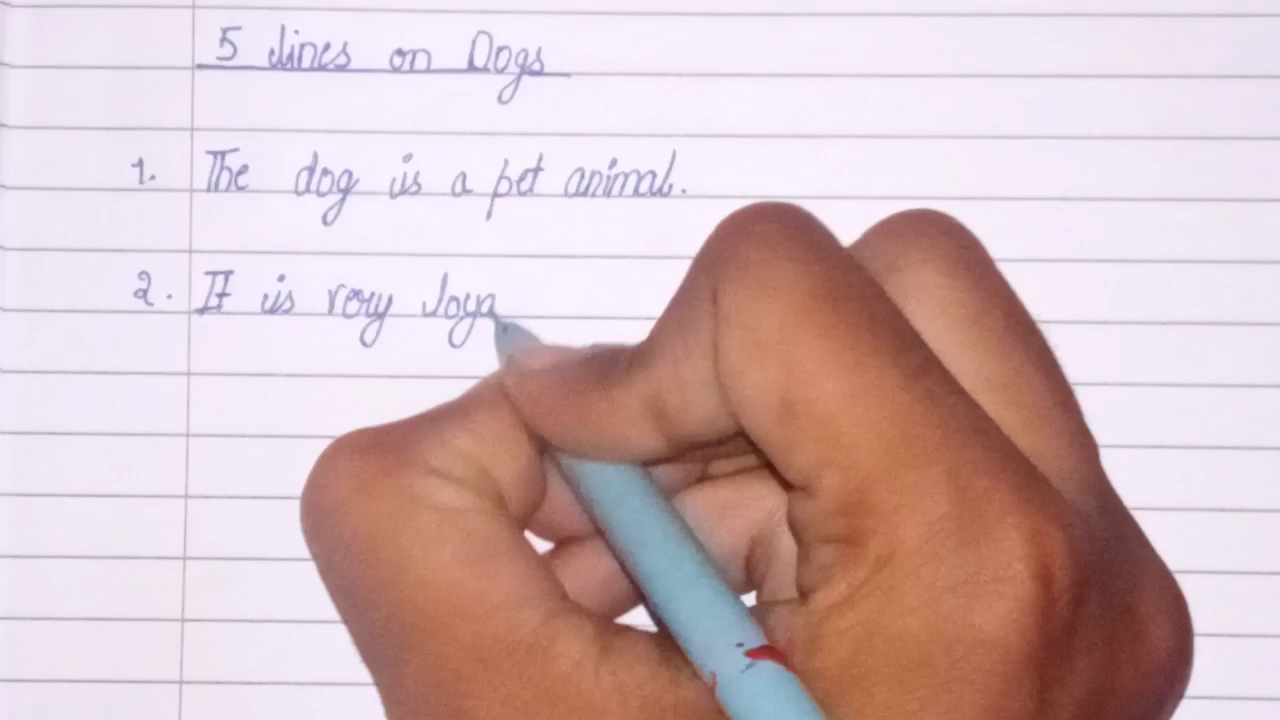 5 lines on Dogs
1. The dog is a pet animal.
2. It is very loya